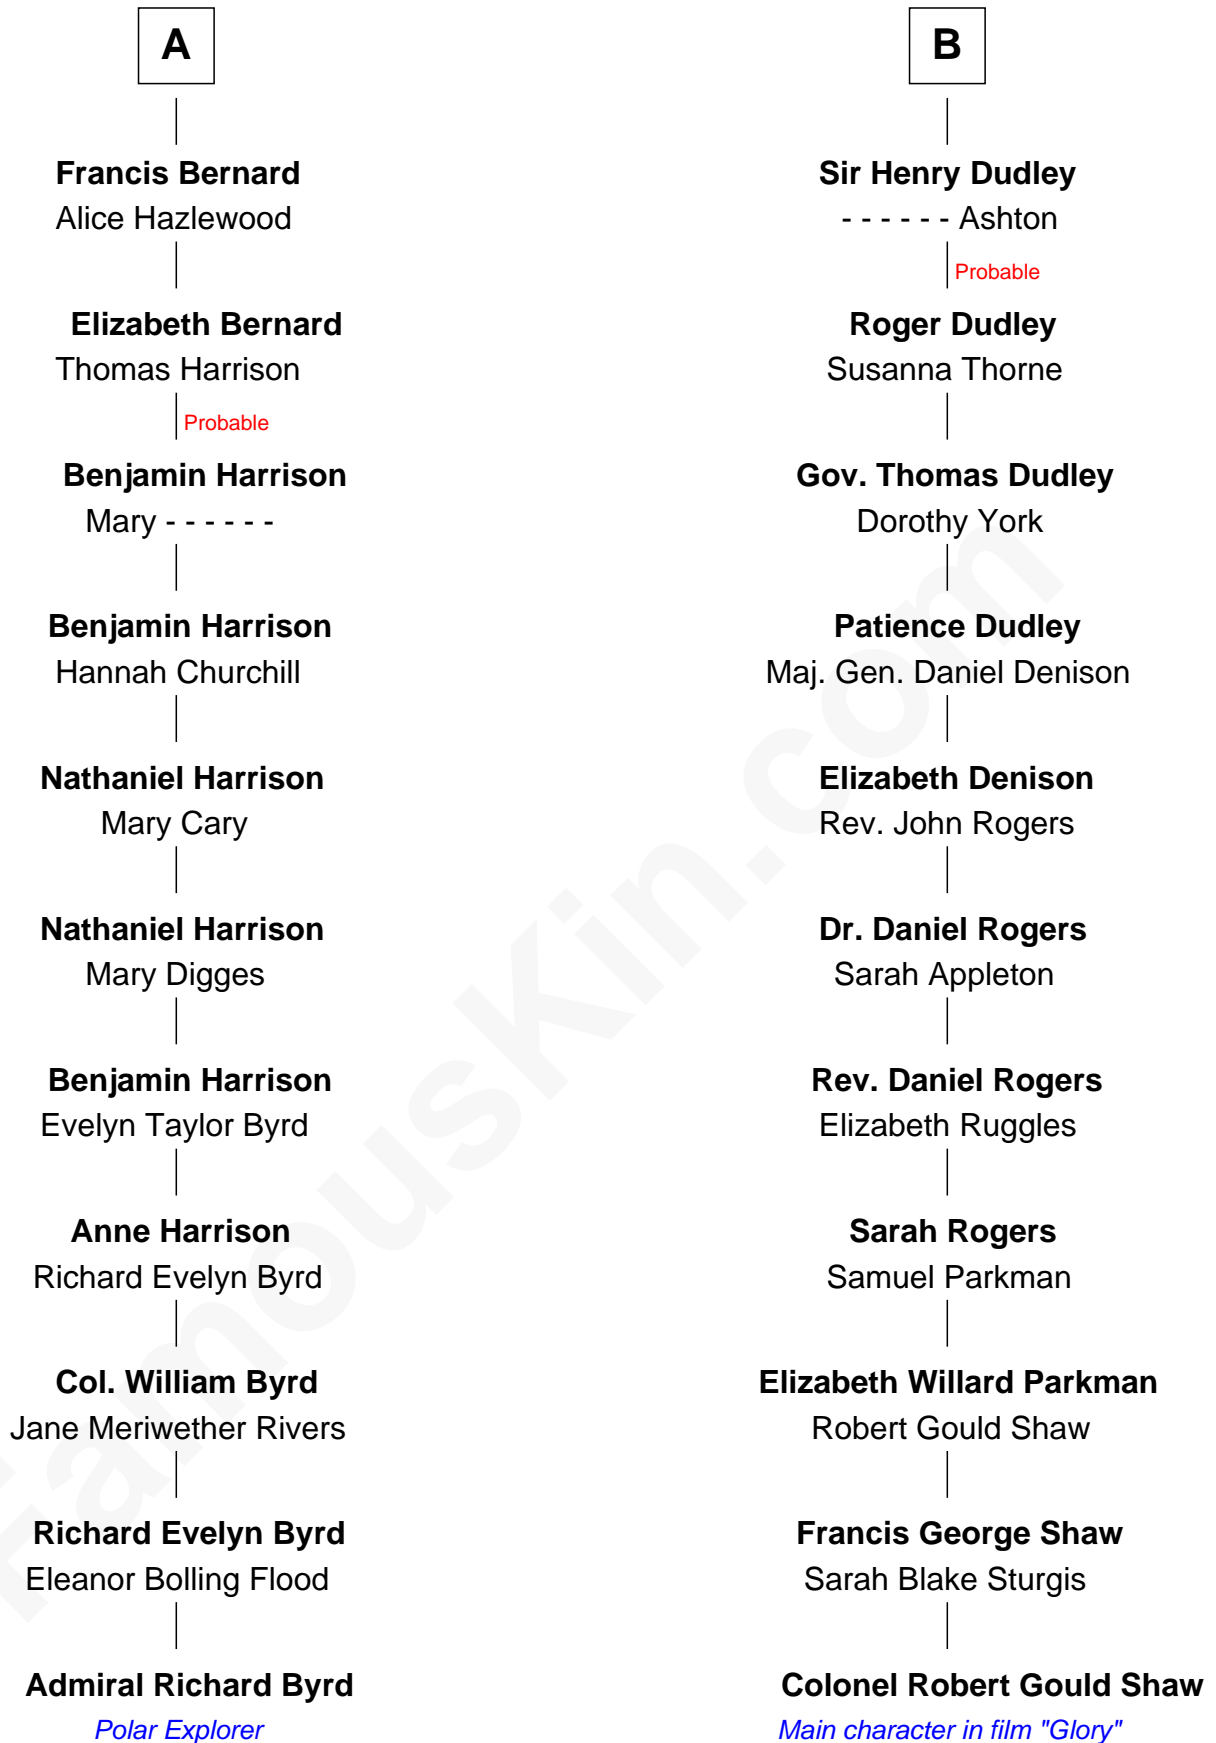 A
Francis Bernard
Alice Hazlewood
Elizabeth Bernard
Thomas Harrison
Probable
Benjamin Harrison
Mary - - - - - -
Benjamin Harrison
Hannah Churchill
Nathaniel Harrison
Mary Cary
Nathaniel Harrison
Mary Digges
Benjamin Harrison
Evelyn Taylor Byrd
Anne Harrison
Richard Evelyn Byrd
Col. William Byrd
Jane Meriwether Rivers
Richard Evelyn Byrd
Eleanor Bolling Flood
Admiral Richard Byrd
Polar Explorer
B
Sir Henry Dudley
- - - - - - Ashton
Probable
Roger Dudley
Susanna Thorne
Gov. Thomas Dudley
Dorothy York
Patience Dudley
Maj. Gen. Daniel Denison
Elizabeth Denison
Rev. John Rogers
Dr. Daniel Rogers
Sarah Appleton
Rev. Daniel Rogers
Elizabeth Ruggles
Sarah Rogers
Samuel Parkman
Elizabeth Willard Parkman
Robert Gould Shaw
Francis George Shaw
Sarah Blake Sturgis
Colonel Robert Gould Shaw
Main character in film "Glory"
FamousKin.com